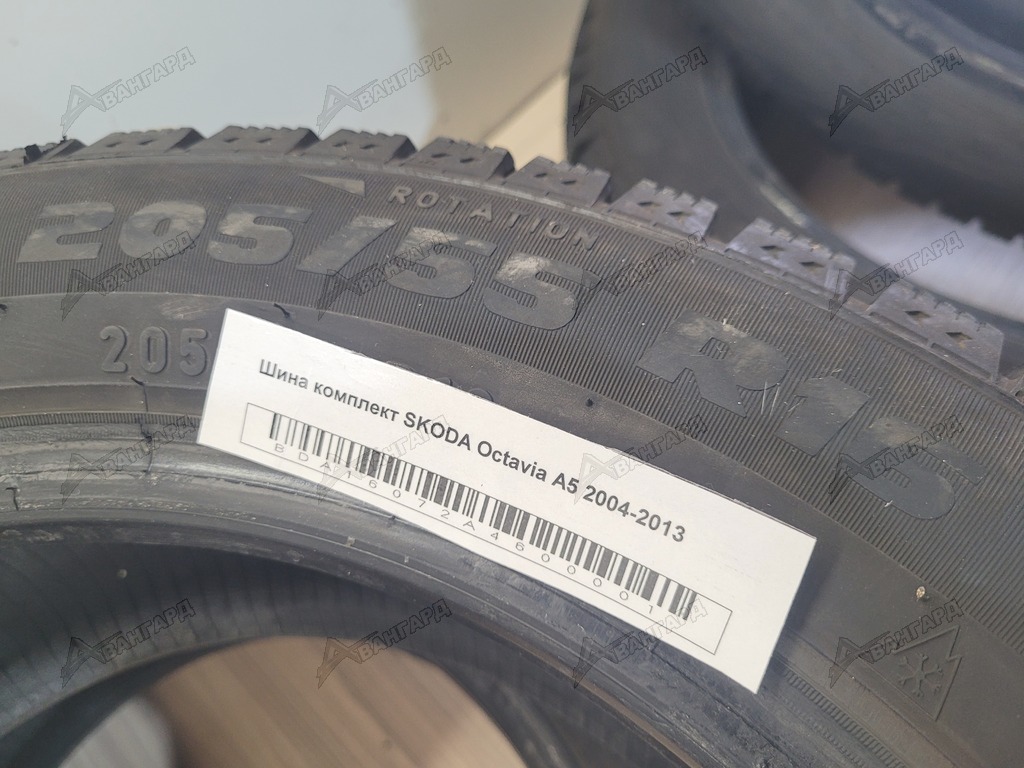 ROTATION
205/55 R16
205
Шина комплект SKODA Octavia A5 2004-2013
АВАНГАРД